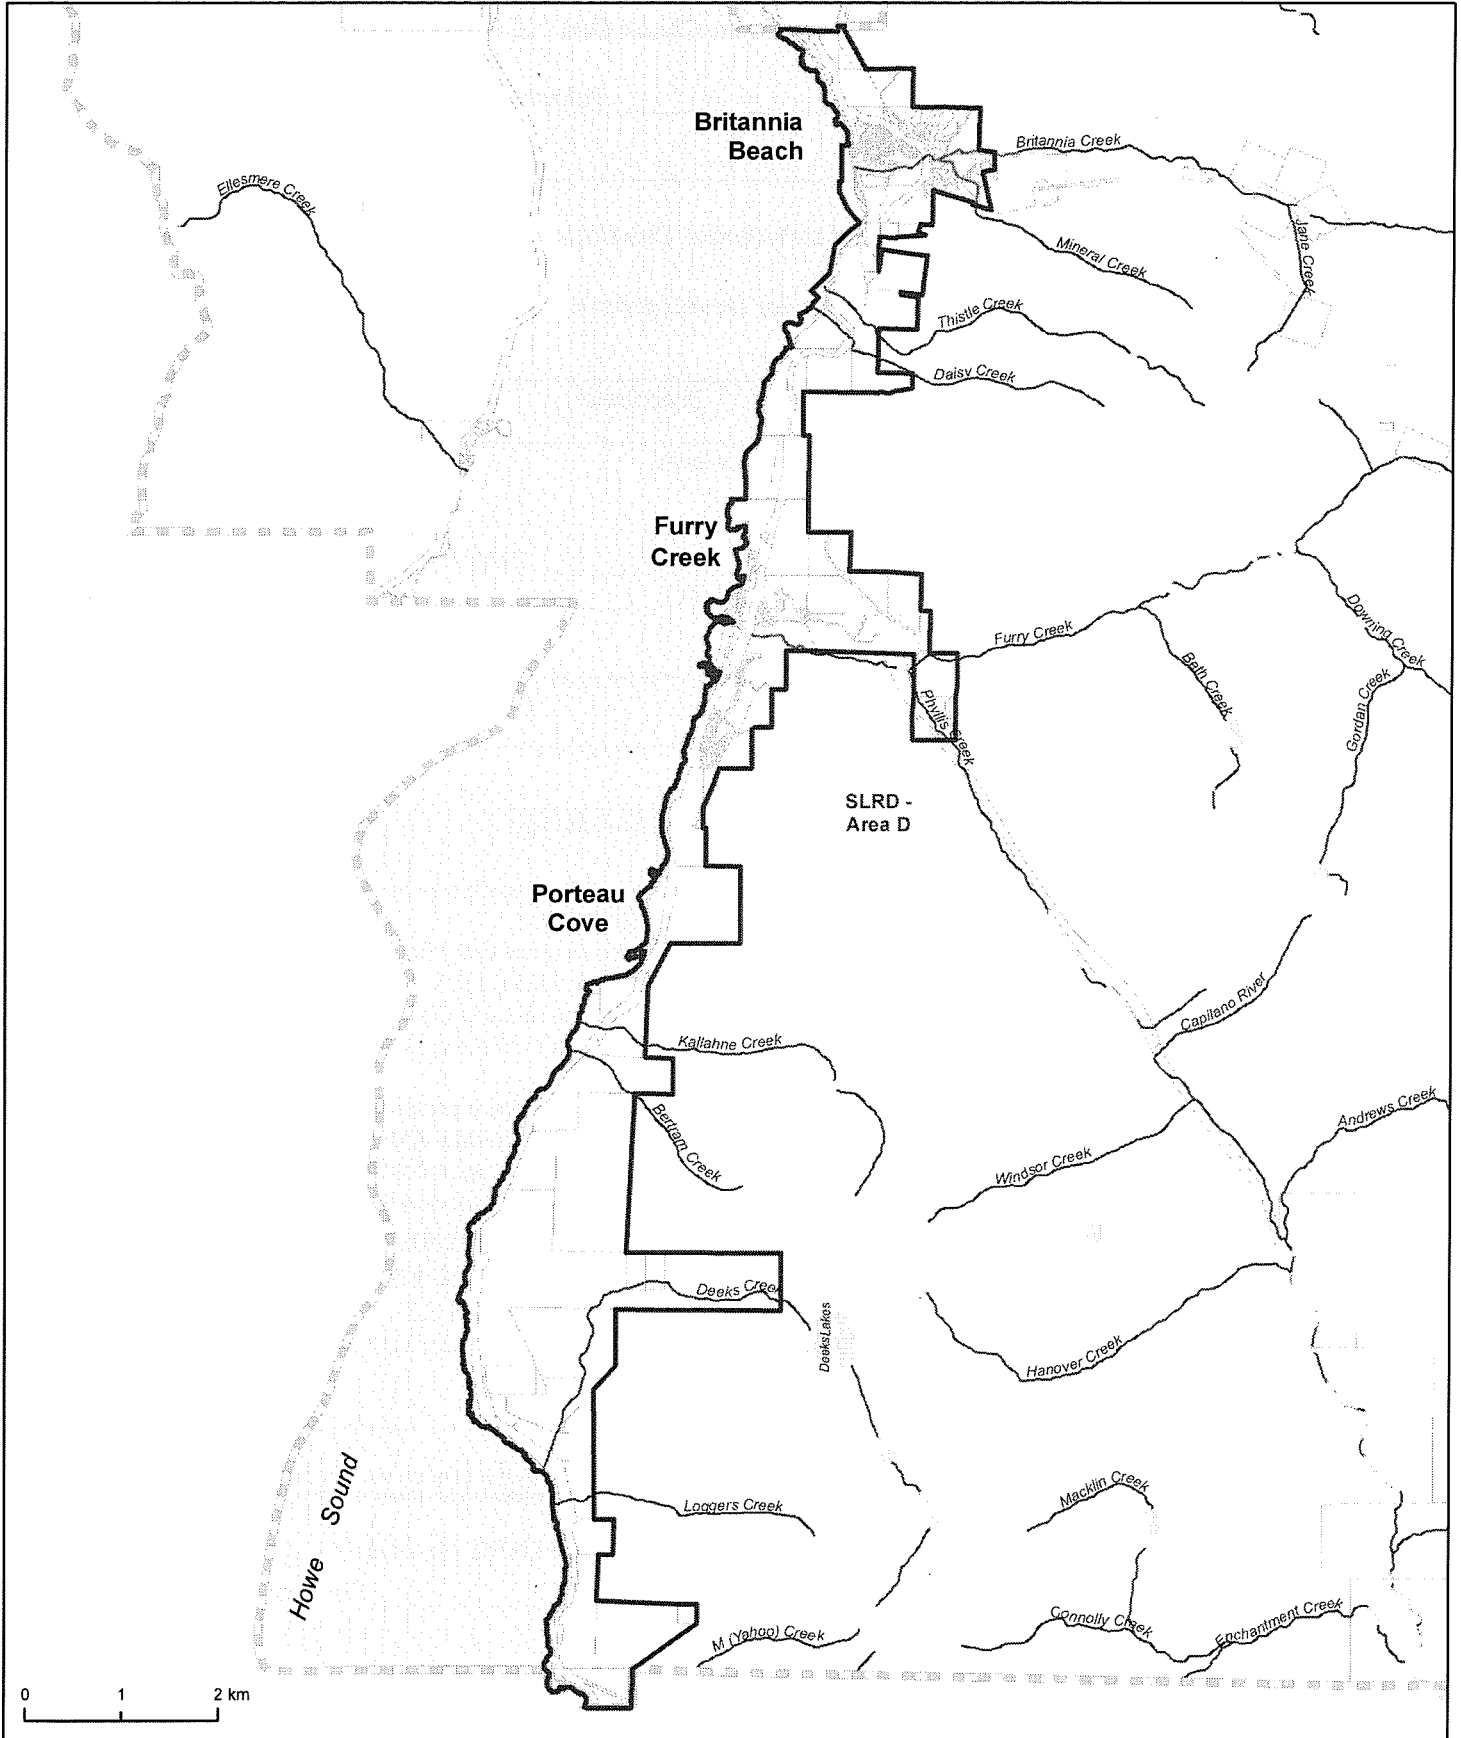 Britannia
Beach
Britannia Creek
Ellesmere Creek
Jane Creek
Mineral Creek
Thistle Creek
Daisy Creek
Furry
Creek
Furry Creek
Downing Creek
Beth Creek
Gordan Creek
Phyllis Creek
SLRD -
Area D
Porteau
Cove
Capilano River
Kallahne Creek
Bertram Creek
Andrews Creek
Windsor Creek
Deeks Creek
DeeksLakes
Hanover Creek
Howe Sound
Loggers Creek
Macklin Creek
M (Yahoo) Creek
Connolly Creek
Enchantment Creek
0 1 2 km